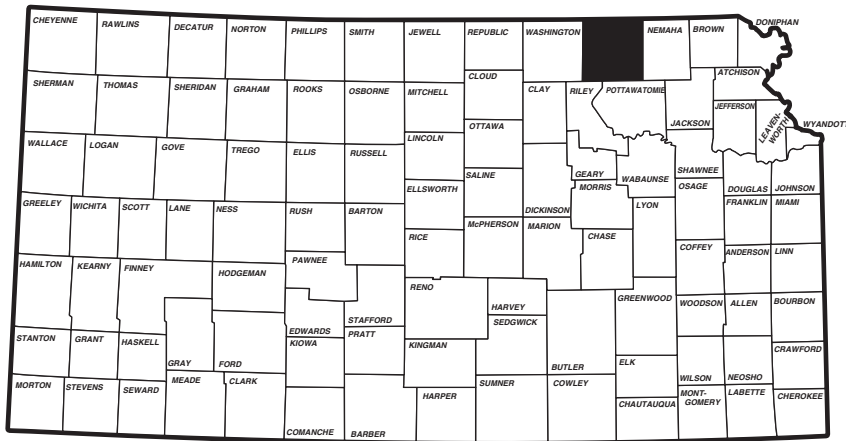 CHEYENNE
RAWLINS
DECATUR
NORTON
PHILLIPS
SMITH
JEWELL
REPUBLIC
WASHINGTON
NEMAHA
BROWN
DONIPHAN
SHERMAN
THOMAS
SHERIDAN
GRAHAM
ROOKS
OSBORNE
MITCHELL
CLOUD
CLAY
RILEY
POTTAWATOMIE
JACKSON
ATCHISON
JEFFERSON
LEAVEN-
WORTH
WYANDOTT
WALLACE
LOGAN
GOVE
TREGO
ELLIS
RUSSELL
LINCOLN
OTTAWA
SALINE
ELLSWORTH
DICKINSON
GEARY
MORRIS
WABAUNSE
SHAWNEE
OSAGE
DOUGLAS
JOHNSON
GREELEY
WICHITA
SCOTT
LANE
NESS
RUSH
BARTON
RICE
McPHERSON
MARION
CHASE
LYON
COFFEY
FRANKLIN
MIAMI
ANDERSON
LINN
HAMILTON
KEARNY
FINNEY
HODGEMAN
PAWNEE
STAFFORD
EDWARDS
RENO
HARVEY
SEDGWICK
BUTLER
GREENWOOD
WOODSON
ALLEN
BOURBON
STANTON
GRANT
HASKELL
GRAY
FORD
KIOWA
PRATT
KINGMAN
ELK
WILSON
NEOSHO
CRAWFORD
MORTON
STEVENS
SEWARD
MEADE
CLARK
COMANCHE
BARBER
HARPER
SUMNER
COWLEY
CHAUTAUQUA
MONT-
GOMERY
LABETTE
CHEROKEE